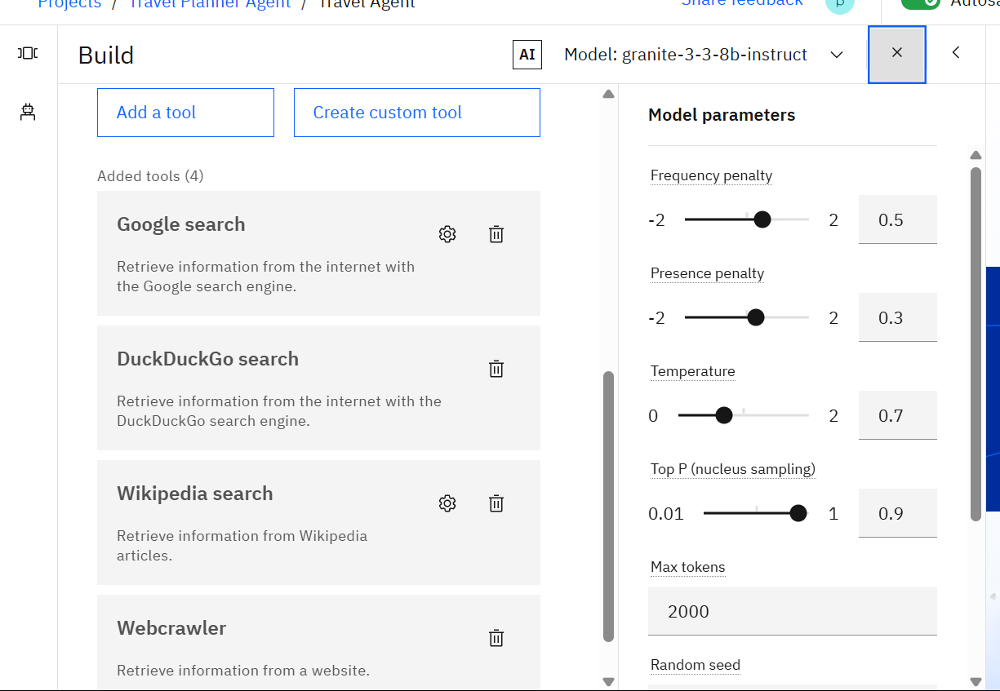 Projects / Travel Planner Agent / Travel Agent
Share feedback
p
Build
AI
Model: granite-3-3-8b-instruct
Add a tool
Create custom tool
Added tools (4)
Google search
Retrieve information from the internet with
the Google search engine.
DuckDuckGo search
Retrieve information from the internet with the
DuckDuckGo search engine.
Wikipedia search
Retrieve information from Wikipedia
articles.
Webcrawler
Retrieve information from a website.
Model parameters
Frequency penalty
-2 2 0.5
Presence penalty
-2 2 0.3
Temperature
0 2 0.7
Top P (nucleus sampling)
0.01 1 0.9
Max tokens
2000
Random seed